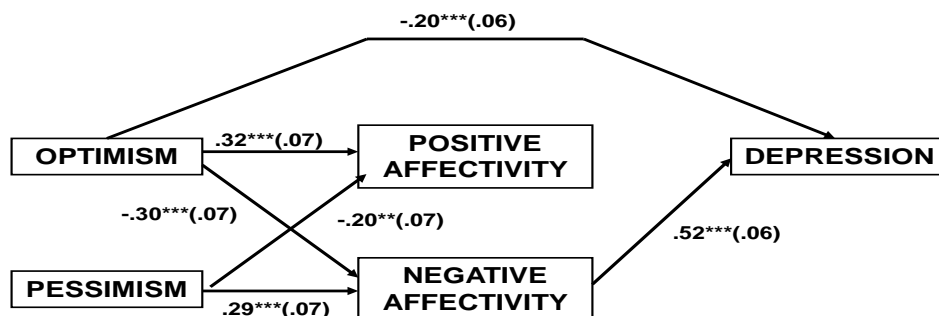 -.20***(.06)
.32***(.07)
OPTIMISM
POSITIVE
AFFECTIVITY
DEPRESSION
-.30***(.07)
-.20**(.07)
.52***(.06)
PESSIMISM
NEGATIVE
AFFECTIVITY
.29***(.07)